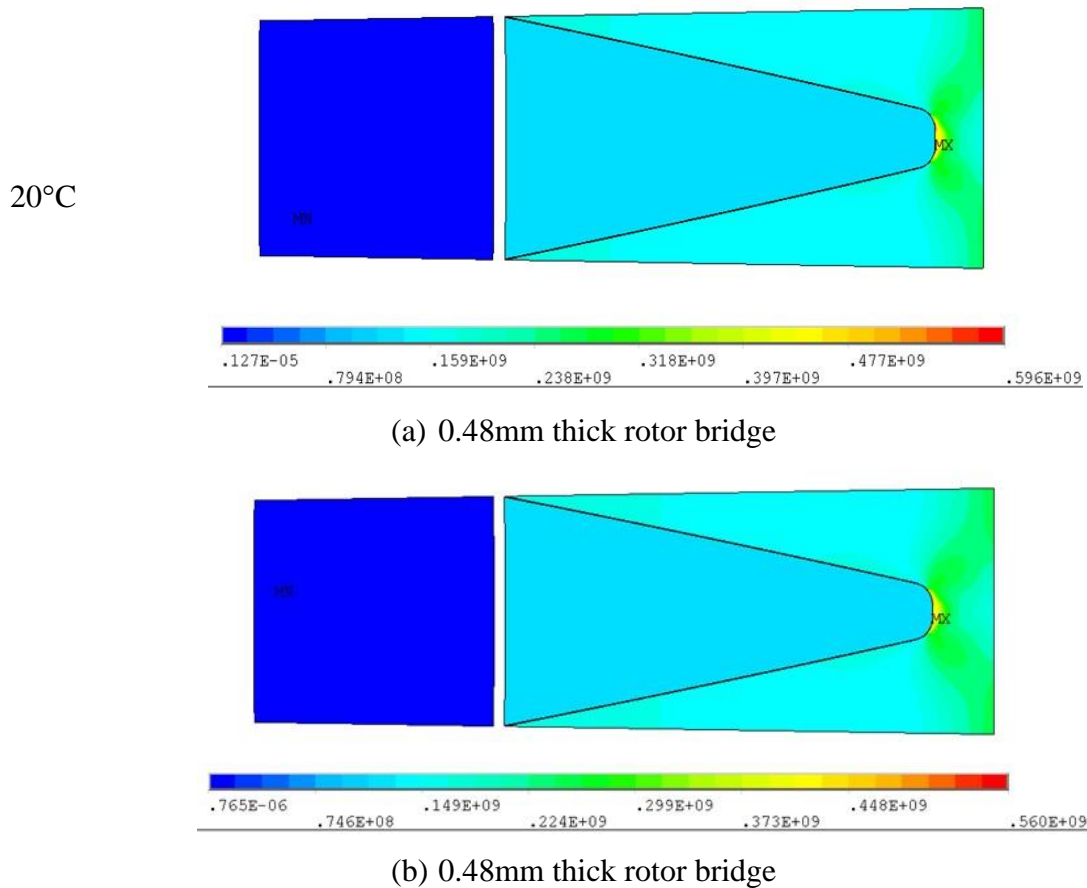 MX
20°C
MN
.127E-05 .159E+09 .318E+09 .477E+09
.794E+08 .238E+09 .397E+09 .596E+09
(a) 0.48mm thick rotor bridge
MN
MX
.765E-06 .149E+09 .299E+09 .448E+09
.746E+08 .224E+09 .373E+09 .560E+09
(b) 0.48mm thick rotor bridge